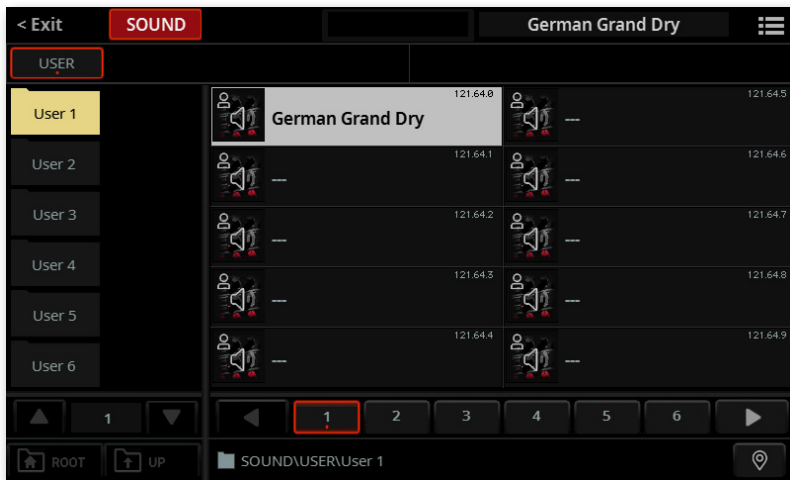 < Exit
SOUND
German Grand Dry
USER
User 1
User 2
User 3
User 4
User 5
User 6
121.64.0
German Grand Dry
121.64.5
---
121.64.1
---
121.64.6
---
121.64.2
---
121.64.7
---
121.64.3
---
121.64.8
---
121.64.4
---
121.64.9
---
1
1
2
3
4
5
6
ROOT
UP
SOUND\USER\User 1